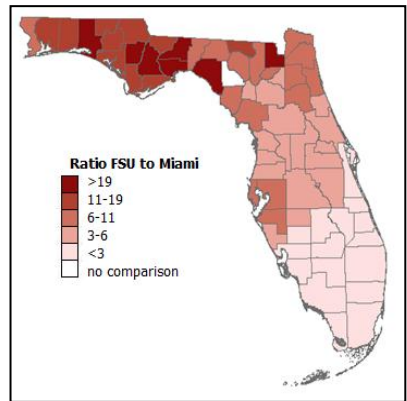 Ratio FSU to Miami
>19
11-19
6-11
3-6
<3
no comparison